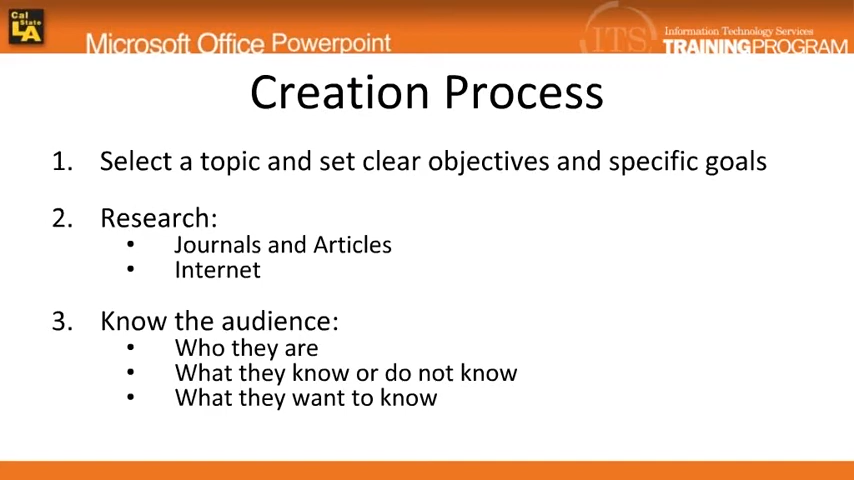 Cal
State
LA
Microsoft Office Powerpoint
ITS
Information Technology Services
TRAINING PROGRAM
Creation Process
1. Select a topic and set clear objectives and specific goals
2. Research:
• Journals and Articles
• Internet
3. Know the audience:
• Who they are
• What they know or do not know
• What they want to know